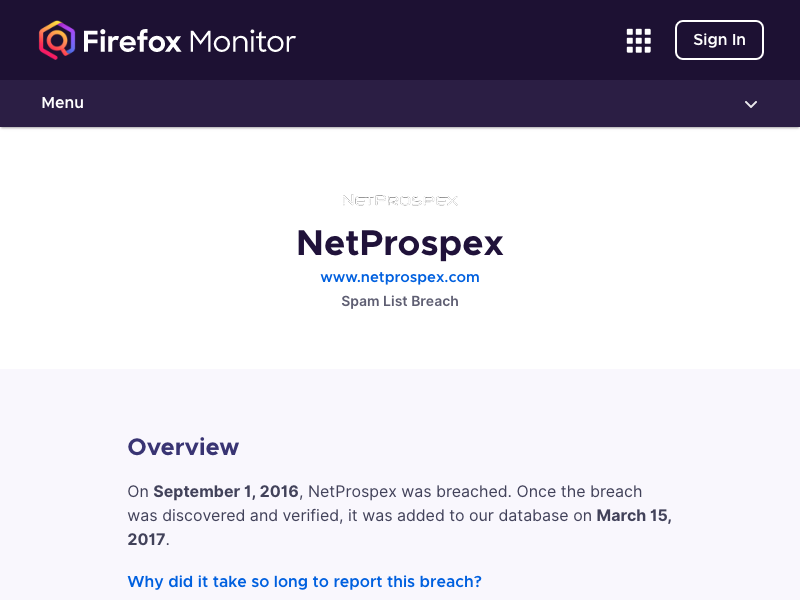 Firefox Monitor
Sign In
Menu
NETPROSPEX
NetProspex
www.netprospex.com
Spam List Breach
Overview
On September 1, 2016, NetProspex was breached. Once the breach
was discovered and verified, it was added to our database on March 15,
2017.
Why did it take so long to report this breach?